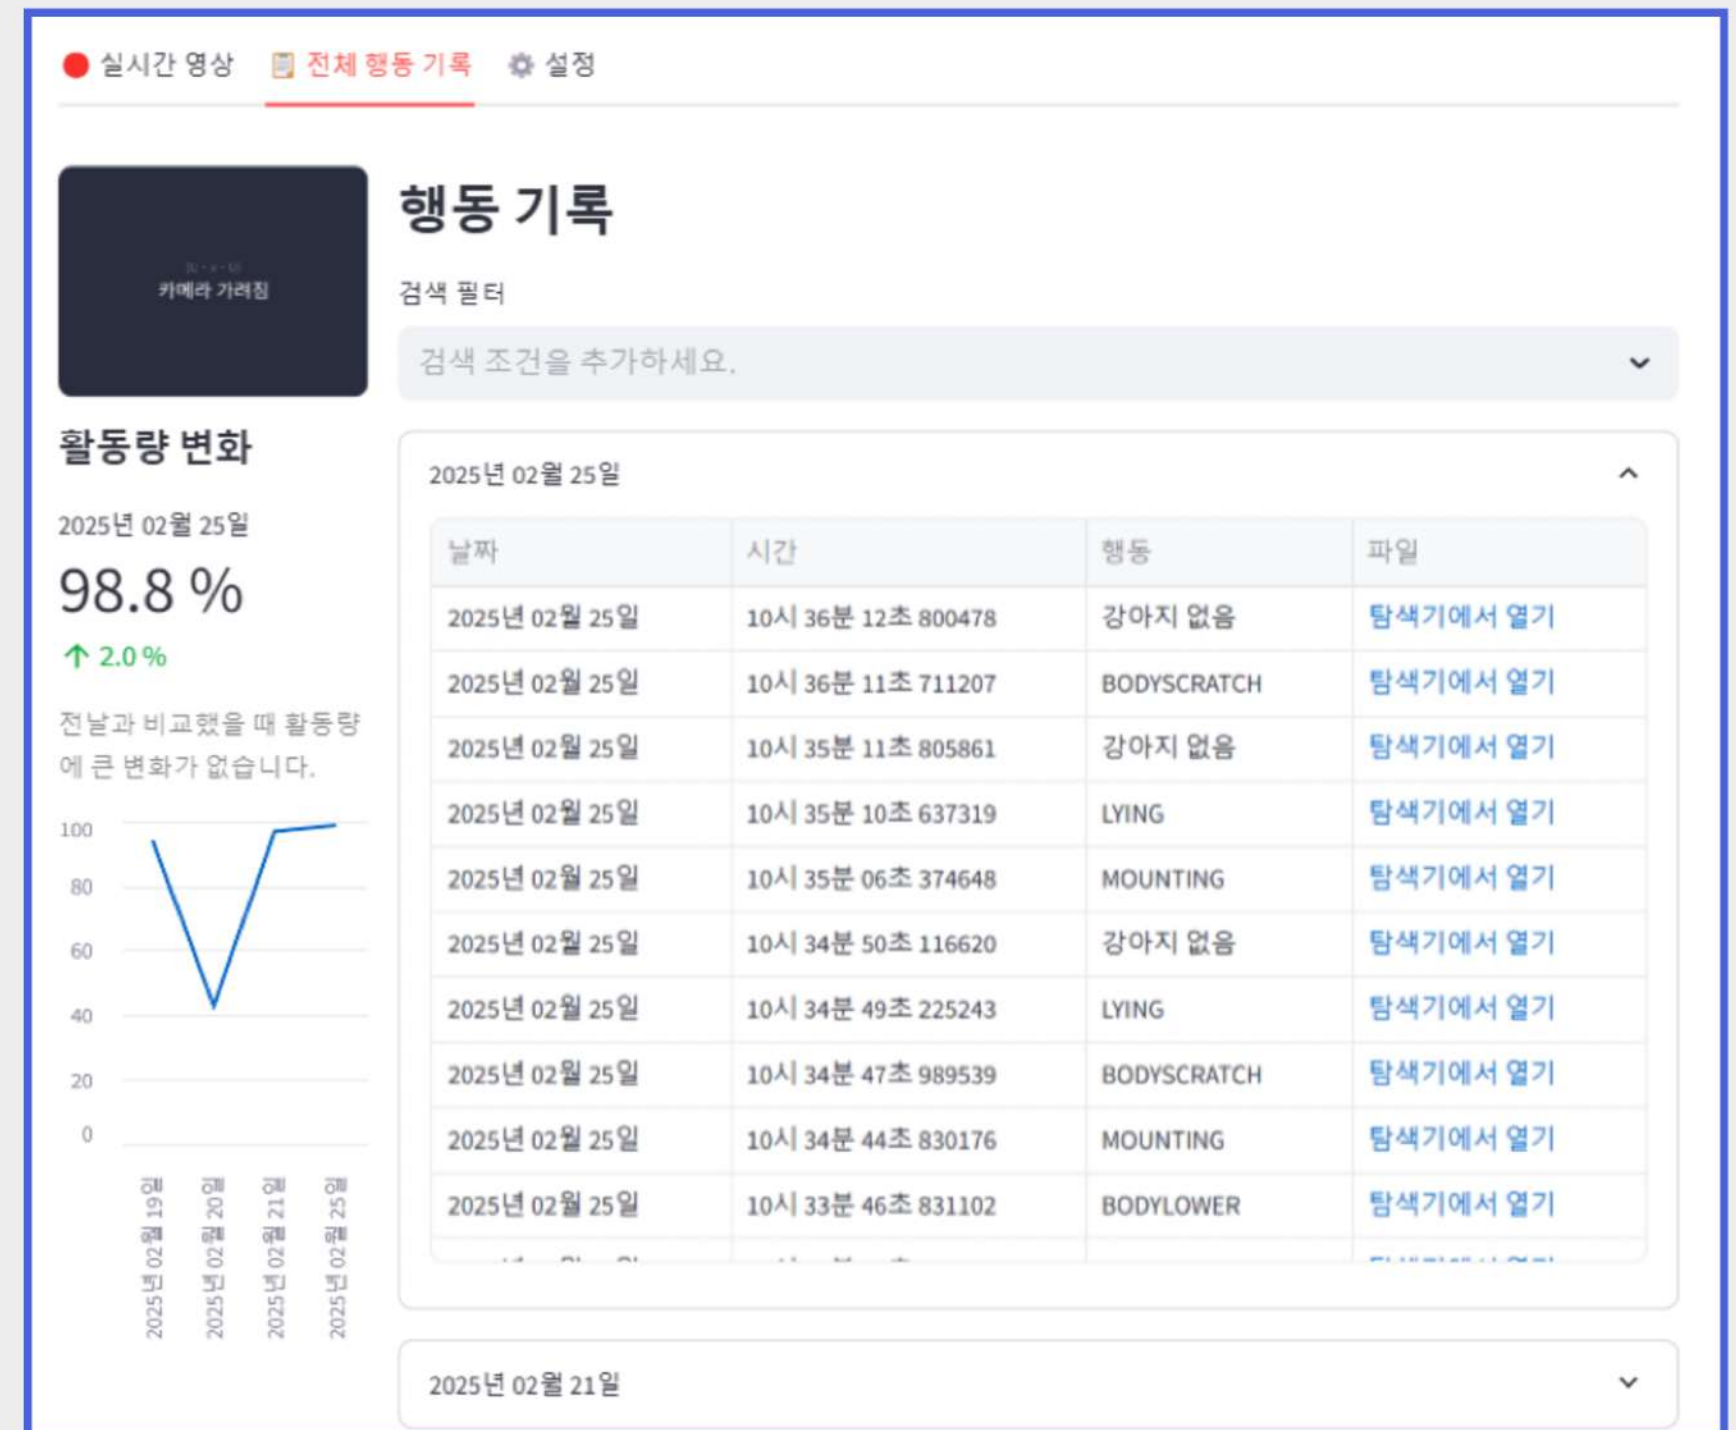 실시간 영상 전체 행동 기록 설정
카메라 가려짐
활동량 변화
2025년 02월 25일
98.8 %
↑ 2.0 %
전날과 비교했을 때 활동량
에 큰 변화가 없습니다.
100
80
60
40
20
0
2025년 02월 19일
2025년 02월 20일
2025년 02월 21일
2025년 02월 25일
행동 기록
검색 필터
검색 조건을 추가하세요.
2025년 02월 25일
날짜 시간 행동 파일
2025년 02월 25일 10시 36분 12초 800478 강아지 없음 탐색기에서 열기
2025년 02월 25일 10시 36분 11초 711207 BODYSCRATCH 탐색기에서 열기
2025년 02월 25일 10시 35분 11초 805861 강아지 없음 탐색기에서 열기
2025년 02월 25일 10시 35분 10초 637319 LYING 탐색기에서 열기
2025년 02월 25일 10시 35분 06초 374648 MOUNTING 탐색기에서 열기
2025년 02월 25일 10시 34분 50초 116620 강아지 없음 탐색기에서 열기
2025년 02월 25일 10시 34분 49초 225243 LYING 탐색기에서 열기
2025년 02월 25일 10시 34분 47초 989539 BODYSCRATCH 탐색기에서 열기
2025년 02월 25일 10시 34분 44초 830176 MOUNTING 탐색기에서 열기
2025년 02월 25일 10시 33분 46초 831102 BODYLOWER 탐색기에서 열기
2025년 02월 21일